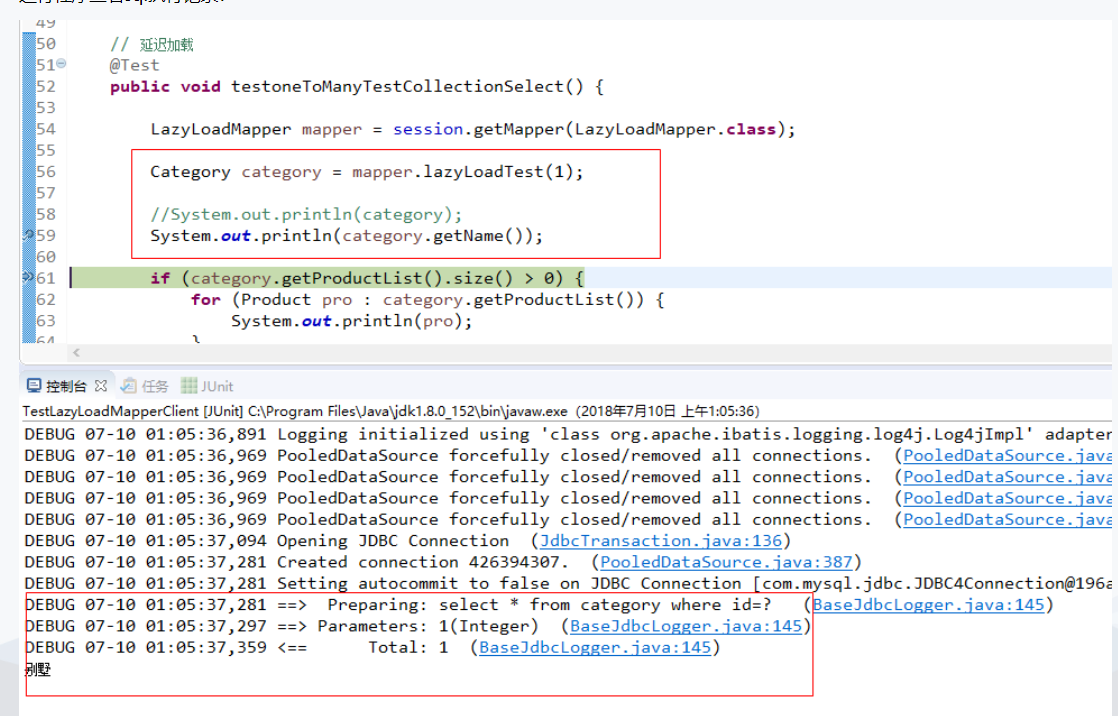 49
50 // 延迟加载
51 @Test
52 public void testoneToManyTestCollectionSelect() {
53
54 LazyLoadMapper mapper = session.getMapper(LazyLoadMapper.class);
55
56 Category category = mapper.lazyLoadTest(1);
57
58 //System.out.println(category);
59 System.out.println(category.getName());
60
61 if (category.getProductList().size() > 0) {
62 for (Product pro : category.getProductList()) {
63 System.out.println(pro);
64 }
控制台 任务 JUnit
TestLazyLoadMapperClient [JUnit] C:\Program Files\Java\jdk1.8.0_152\bin\javaw.exe（2018年7月10日 上午1:05:36）
DEBUG 07-10 01:05:36,891 Logging initialized using 'class org.apache.ibatis.logging.log4j.Log4jImpl' adapter
DEBUG 07-10 01:05:36,969 PooledDataSource forcefully closed/removed all connections. (PooledDataSource.java
DEBUG 07-10 01:05:36,969 PooledDataSource forcefully closed/removed all connections. (PooledDataSource.java
DEBUG 07-10 01:05:36,969 PooledDataSource forcefully closed/removed all connections. (PooledDataSource.java
DEBUG 07-10 01:05:36,969 PooledDataSource forcefully closed/removed all connections. (PooledDataSource.java
DEBUG 07-10 01:05:37,094 Opening JDBC Connection (JdbcTransaction.java:136)
DEBUG 07-10 01:05:37,281 Created connection 426394307. (PooledDataSource.java:387)
DEBUG 07-10 01:05:37,281 Setting autocommit to false on JDBC Connection [com.mysql.jdbc.JDBC4Connection@196a
DEBUG 07-10 01:05:37,281 ==> Preparing: select * from category where id=? (BaseJdbcLogger.java:145)
DEBUG 07-10 01:05:37,297 ==> Parameters: 1(Integer) (BaseJdbcLogger.java:145)
DEBUG 07-10 01:05:37,359 <== Total: 1 (BaseJdbcLogger.java:145)
别墅